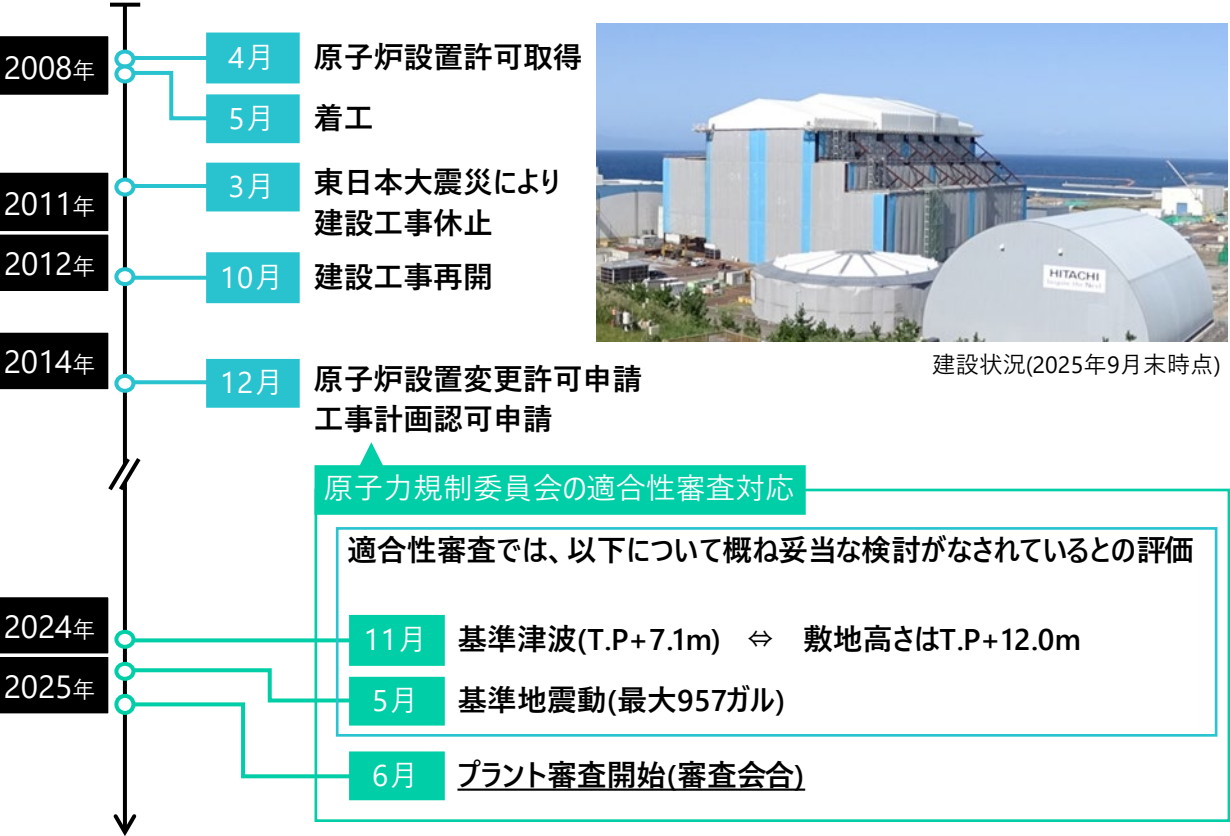 2008年
4月 原子炉設置許可取得
5月 着工
2011年
3月 東日本大震災により
建設工事休止
2012年
10月 建設工事再開
HITACHI
Inspire the Next
建設状況(2025年9月末時点)
2014年
12月 原子炉設置変更許可申請
工事計画認可申請
原子力規制委員会の適合性審査対応
適合性審査では、以下について概ね妥当な検討がなされているとの評価
2024年
11月 基準津波(T.P+7.1m) ⇔ 敷地高さはT.P+12.0m
2025年
5月 基準地震動(最大957ガル)
6月 プラント審査開始(審査会合)